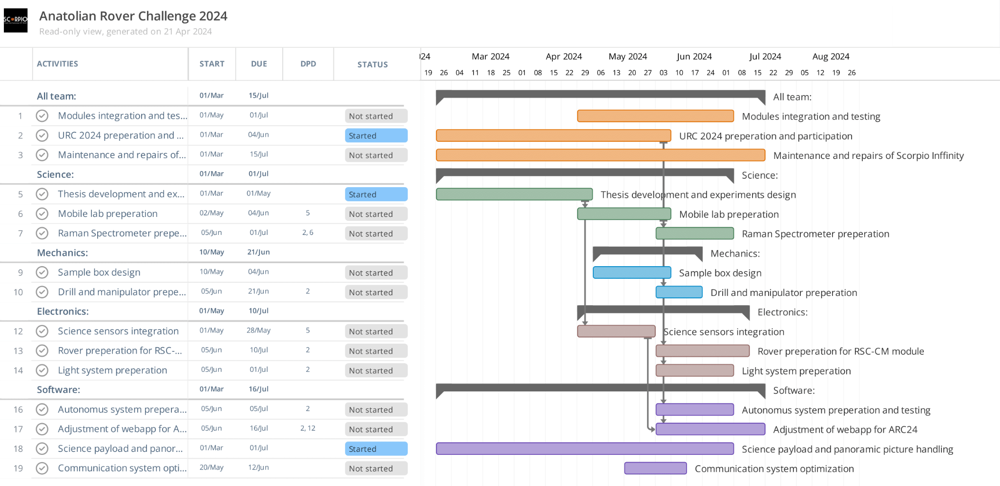 SCORPIO
Anatolian Rover Challenge 2024
Read-only view, generated on 21 Apr 2024
ACTIVITIES START DUE DPD STATUS
024 Mar 2024 Apr 2024 May 2024 Jun 2024 Jul 2024 Aug 2024
19 26 04 11 18 25 01 08 15 22 29 06 13 20 27 03 10 17 24 01 08 15 22 29 05 12 19 26
All team: 01/Mar 15/Jul All team:
1 Modules integration and tes... 01/May 01/Jul Not started Modules integration and testing
2 URC 2024 preperation and ... 01/Mar 04/Jun Started URC 2024 preperation and participation
3 Maintenance and repairs of... 01/Mar 15/Jul Not started Maintenance and repairs of Scorpio Inffinity
Science: 01/Mar 01/Jul Science:
5 Thesis development and ex... 01/Mar 01/May Started Thesis development and experiments design
6 Mobile lab preperation 02/May 04/Jun 5 Not started Mobile lab preperation
7 Raman Spectrometer prepe... 05/Jun 01/Jul 2, 6 Not started Raman Spectrometer preperation
Mechanics: 10/May 21/Jun Mechanics:
9 Sample box design 10/May 04/Jun Not started Sample box design
10 Drill and manipulator prepe... 05/Jun 21/Jun 2 Not started Drill and manipulator preperation
Electronics: 01/May 10/Jul Electronics:
12 Science sensors integration 01/May 28/May 5 Not started Science sensors integration
13 Rover preperation for RSC-... 05/Jun 10/Jul 2 Not started Rover preperation for RSC-CM module
14 Light system preperation 05/Jun 01/Jul 2 Not started Light system preperation
Software: 01/Mar 16/Jul Software:
16 Autonomus system prepera... 05/Jun 05/Jul 2 Not started Autonomus system preperation and testing
17 Adjustment of webapp for A... 05/Jun 16/Jul 2, 12 Not started Adjustment of webapp for ARC24
18 Science payload and panor... 01/Mar 01/Jul Started Science payload and panoramic picture handling
19 Communication system opti... 20/May 12/Jun Not started Communication system optimization